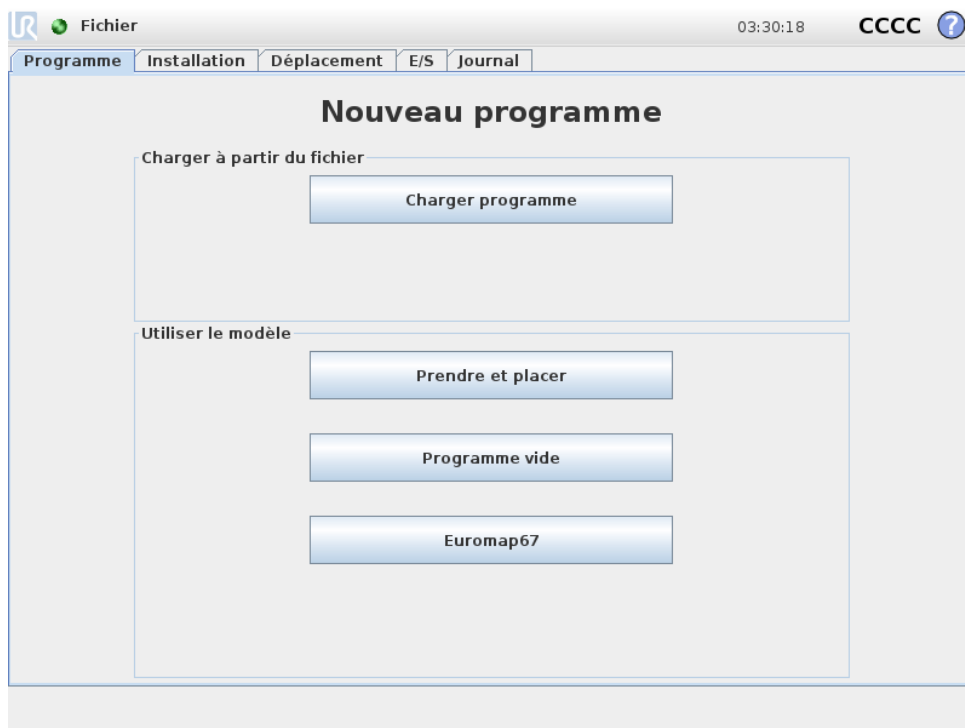 UR Fichier 03:30:18 CCCC ?
Programme Installation Déplacement E/S Journal
Nouveau programme
Charger à partir du fichier
Charger programme
Utiliser le modèle
Prendre et placer
Programme vide
Euromap67